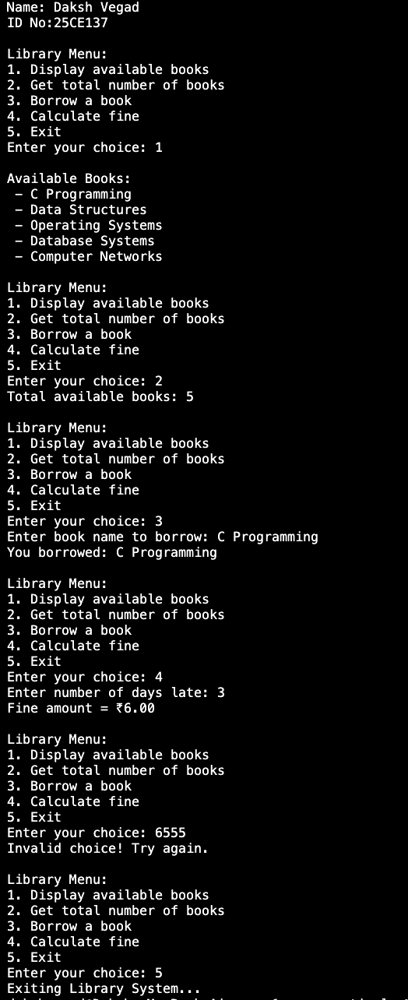 Name: Daksh Vegad
ID No:25CE137
Library Menu:
1. Display available books
2. Get total number of books
3. Borrow a book
4. Calculate fine
5. Exit
Enter your choice: 1
Available Books:
- C Programming
- Data Structures
- Operating Systems
- Database Systems
- Computer Networks
Library Menu:
1. Display available books
2. Get total number of books
3. Borrow a book
4. Calculate fine
5. Exit
Enter your choice: 2
Total available books: 5
Library Menu:
1. Display available books
2. Get total number of books
3. Borrow a book
4. Calculate fine
5. Exit
Enter your choice: 3
Enter book name to borrow: C Programming
You borrowed: C Programming
Library Menu:
1. Display available books
2. Get total number of books
3. Borrow a book
4. Calculate fine
5. Exit
Enter your choice: 4
Enter number of days late: 3
Fine amount = ₹6.00
Library Menu:
1. Display available books
2. Get total number of books
3. Borrow a book
4. Calculate fine
5. Exit
Enter your choice: 6555
Invalid choice! Try again.
Library Menu:
1. Display available books
2. Get total number of books
3. Borrow a book
4. Calculate fine
5. Exit
Enter your choice: 5
Exiting Library System...